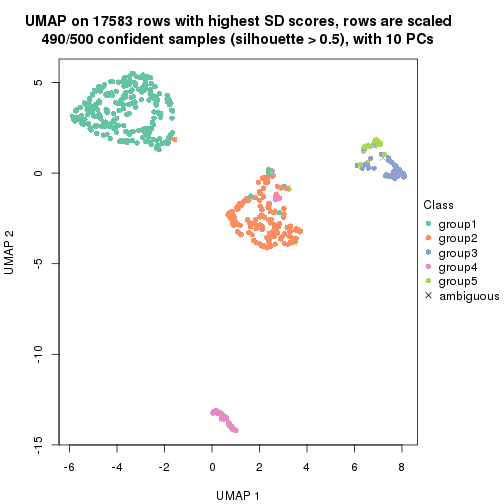 UMAP on 17583 rows with highest SD scores, rows are scaled
490/500 confident samples (silhouette > 0.5), with 10 PCs
5
0
-5
-10
-15
UMAP 2
-6
-4
-2
0
2
4
6
8
UMAP 1
Class
group1
group2
group3
group4
group5
ambiguous